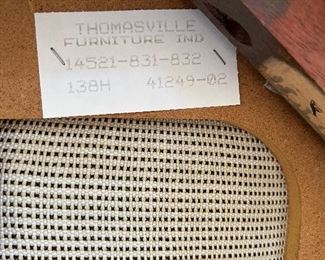 THOMASVILLE
FURNITURE IND
14521-831-832
138H 41249-02